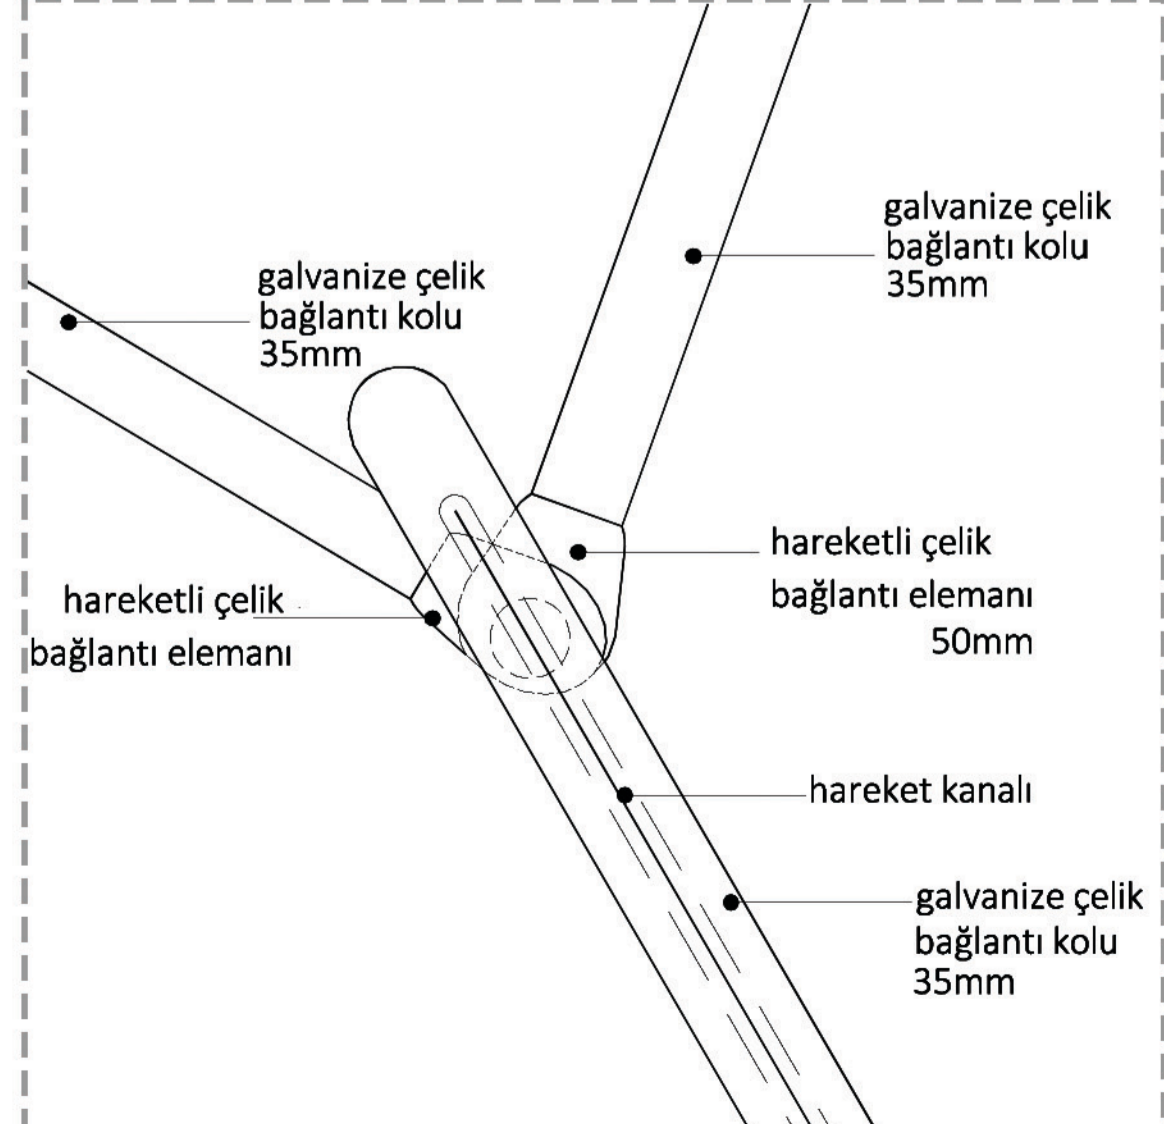 galvanize çelik
bağlantı kolu
35mm
galvanize çelik
bağlantı kolu
35mm
hareketli çelik
bağlantı elemanı
50mm
hareketli çelik
bağlantı elemanı
hareket kanalı
galvanize çelik
bağlantı kolu
35mm